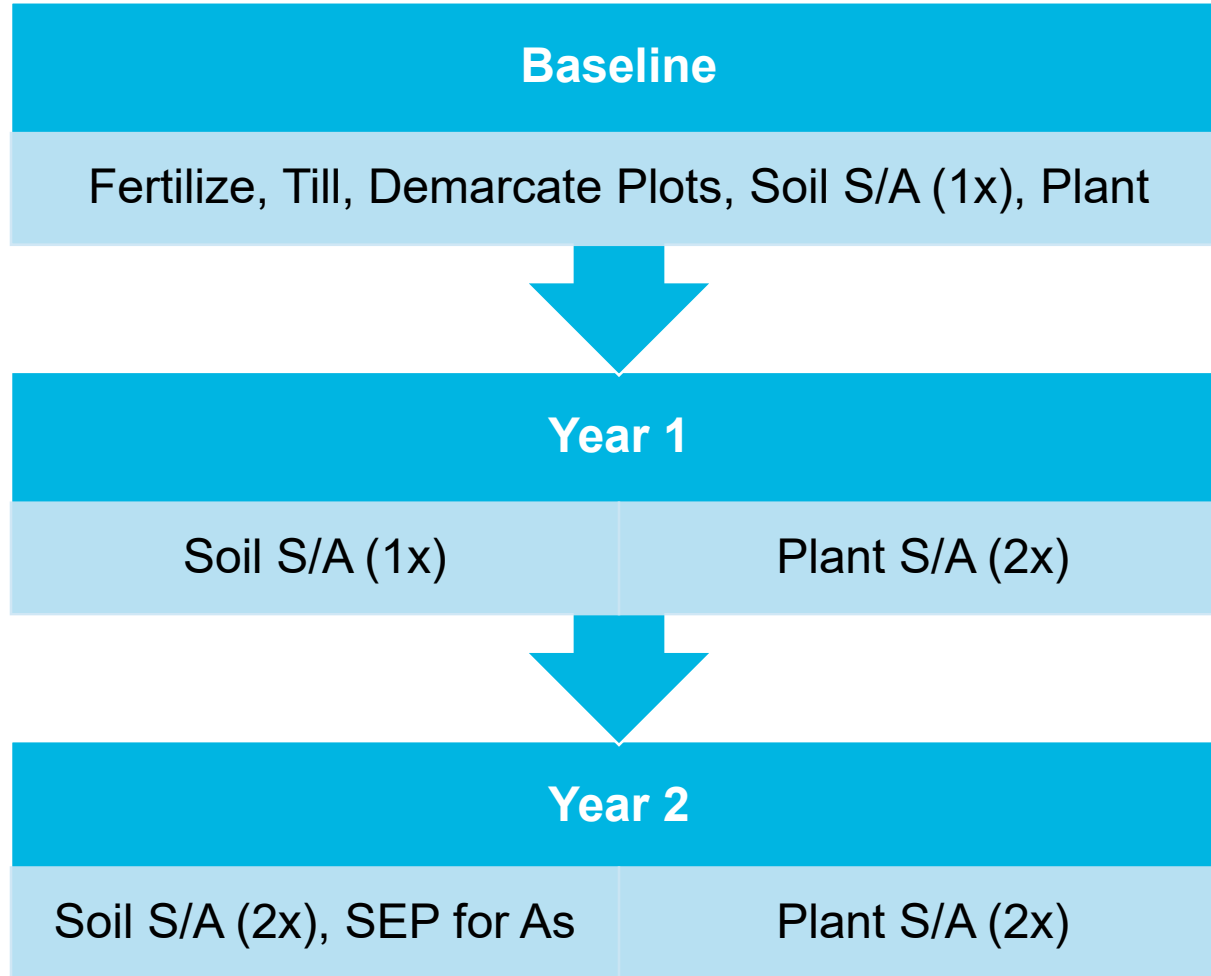 Baseline
Fertilize, Till, Demarcate Plots, Soil S/A (1x), Plant
Year 1
Soil S/A (1x)
Plant S/A (2x)
Year 2
Soil S/A (2x), SEP for As
Plant S/A (2x)